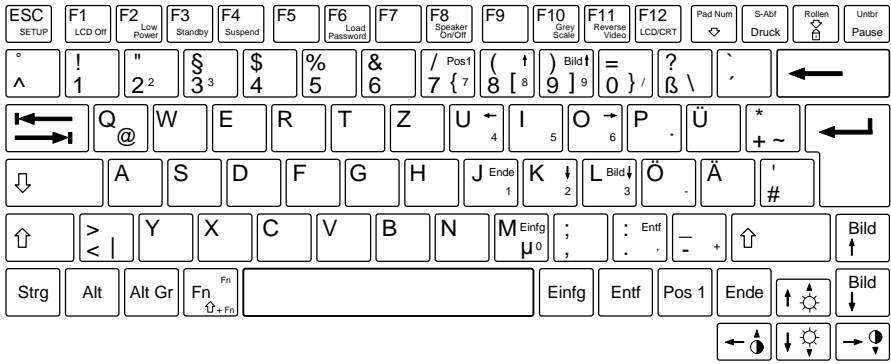 ESC SETUP F1 LCD Off F2 Low Power F3 Standby F4 Suspend F5 F6 Load Password F7 F8 Speaker On/Off F9 F10 Grey Scale F11 Reverse Video F12 LCD/CRT Pad Num S-Abf Druck Rollen Untbr Pause
° ^ ! 1 " 2 2 § 3 3 $ 4 % 5 & 6 / Pos1 7 { 7 ( 8 [ 8 ) Bild 9 ] 9 = 0 } / ? ß \ ` ´
Q @ W E R T Z U 4 I 5 O 6 P * Ü * + ~
A S D F G H J Ende 1 K 2 L Bild 3 Ö - Ä ' #
> < | Y X C V B N M Einfg µ 0 ; , : Entf . , _ - + Bild
Strg Alt Alt Gr Fn Fn + Fn Einfg Entf Pos 1 Ende Bild